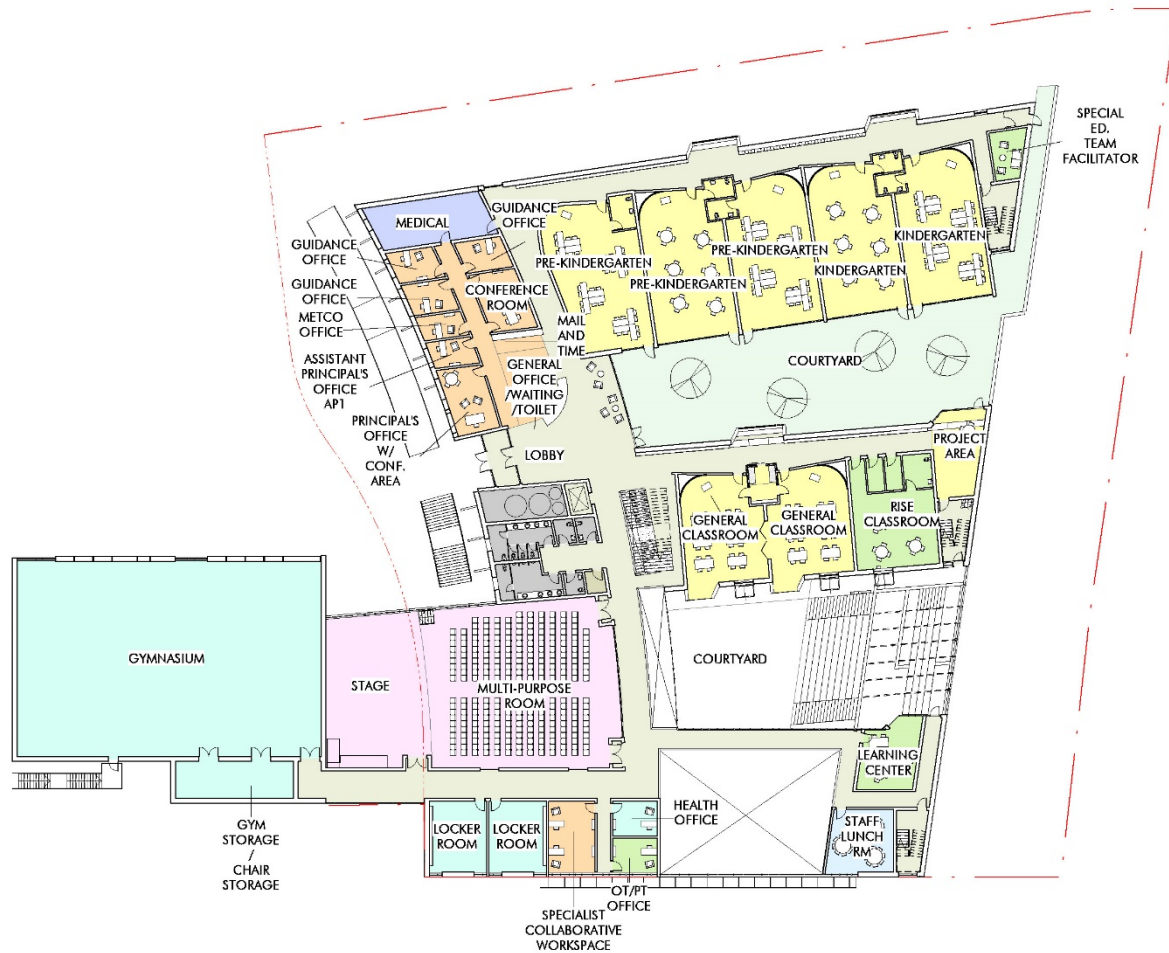 SPECIAL
ED.
TEAM
FACILITATOR
MEDICAL
GUIDANCE
OFFICE
GUIDANCE
OFFICE
GUIDANCE
OFFICE
METCO
OFFICE
ASSISTANT
PRINCIPAL'S
OFFICE
AP1
PRINCIPAL'S
OFFICE
W/
CONF.
AREA
CONFERENCE
ROOM
MAIL
AND
TIME
GENERAL
OFFICE
/WAITING
/TOILET
LOBBY
PRE-KINDERGARTEN
PRE-KINDERGARTEN
PRE-KINDERGARTEN
KINDERGARTEN
KINDERGARTEN
COURTYARD
PROJECT
AREA
GENERAL
CLASSROOM
GENERAL
CLASSROOM
RISE
CLASSROOM
GYMNASIUM
STAGE
MULTI-PURPOSE
ROOM
COURTYARD
LEARNING
CENTER
GYM
STORAGE
/
CHAIR
STORAGE
LOCKER
ROOM
LOCKER
ROOM
HEALTH
OFFICE
STAFF
LUNCH
RM
OT/PT
OFFICE
SPECIALIST
COLLABORATIVE
WORKSPACE